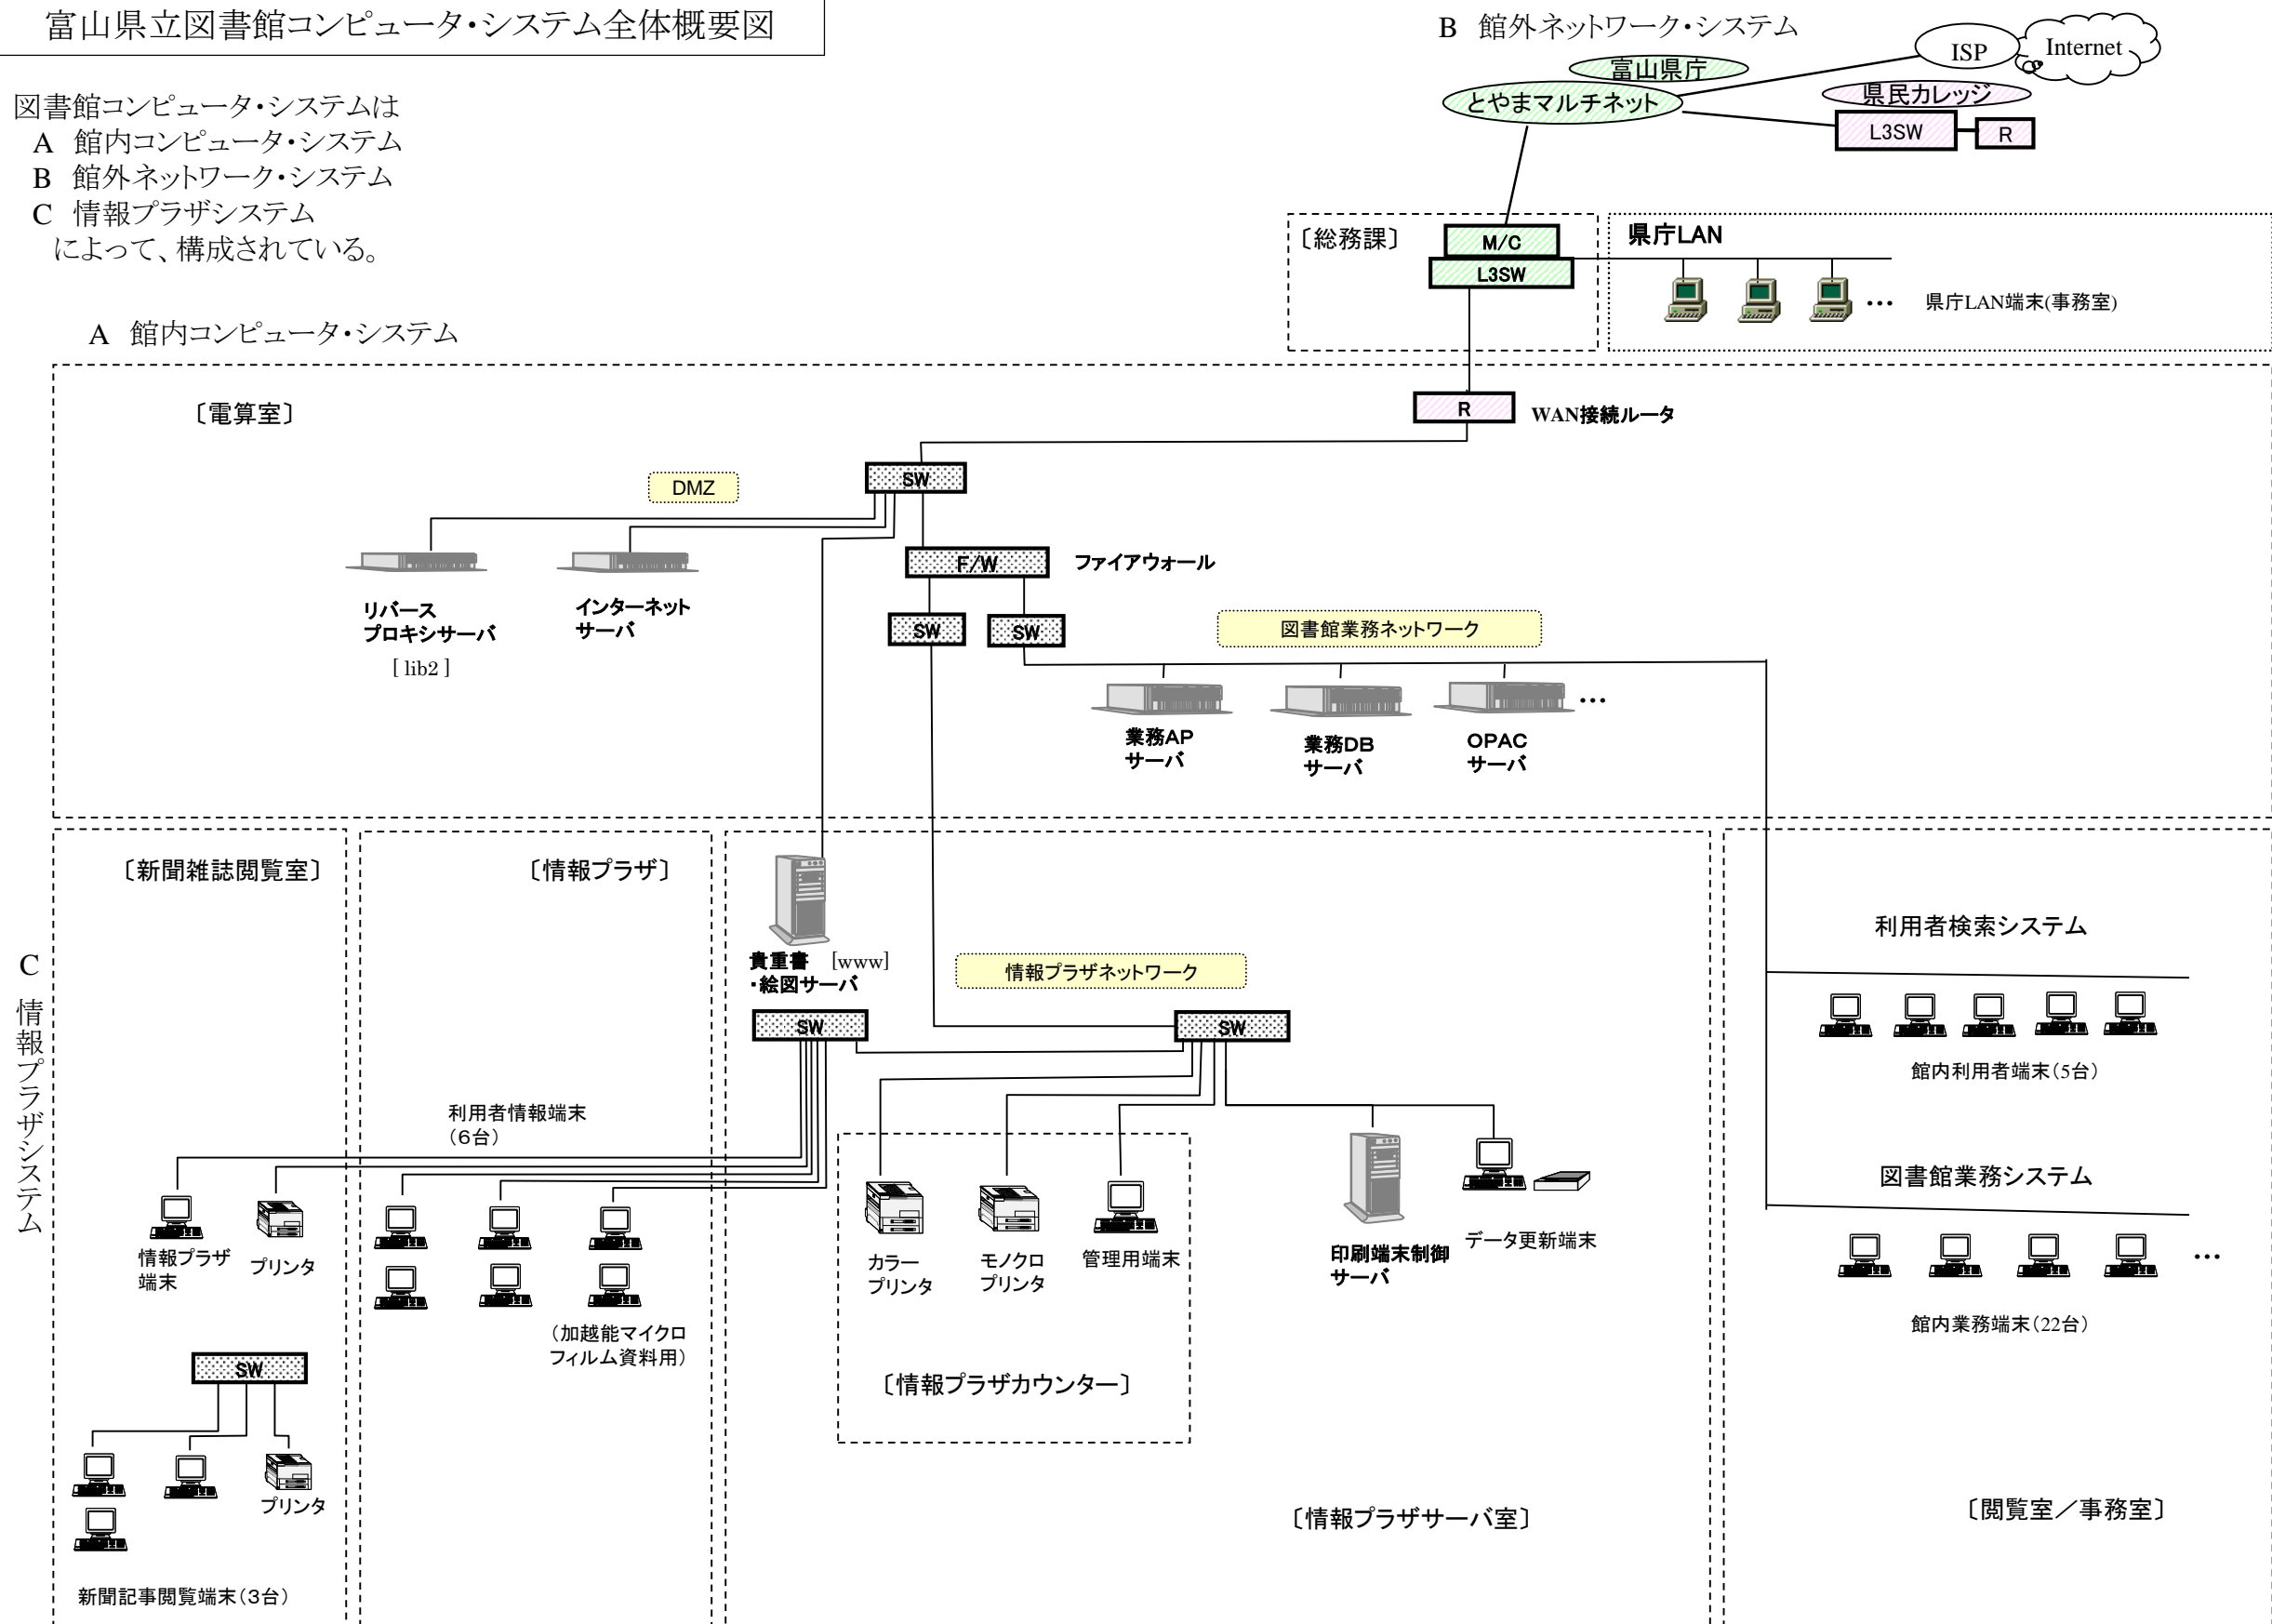 富山県立図書館コンピュータ・システム全体概要図
図書館コンピュータ・システムは
A 館内コンピュータ・システム
B 館外ネットワーク・システム
C 情報プラザシステム
によって、構成されている。
B 館外ネットワーク・システム
ISP
Internet
富山県庁
とやまマルチネット
県民カレッジ
L3SW
R
〔総務課〕
M/C
L3SW
県庁LAN
…
県庁LAN端末(事務室)
A 館内コンピュータ・システム
〔電算室〕
R
WAN接続ルータ
DMZ
SW
F/W
ファイアウォール
リバース
プロキシサーバ
[ lib2 ]
インターネット
サーバ
SW
SW
図書館業務ネットワーク
…
業務AP
サーバ
業務DB
サーバ
OPAC
サーバ
C 情報プラザシステム
〔新聞雑誌閲覧室〕
〔情報プラザ〕
貴重書 [www]
・絵図サーバ
情報プラザネットワーク
SW
SW
利用者情報端末
（6台）
情報プラザ
端末
プリンタ
（加越能マイクロ
フィルム資料用）
SW
プリンタ
新聞記事閲覧端末（3台）
カラー
プリンタ
モノクロ
プリンタ
管理用端末
〔情報プラザカウンター〕
印刷端末制御
サーバ
データ更新端末
〔情報プラザサーバ室〕
利用者検索システム
館内利用者端末（5台）
図書館業務システム
…
館内業務端末（22台）
〔閲覧室／事務室〕